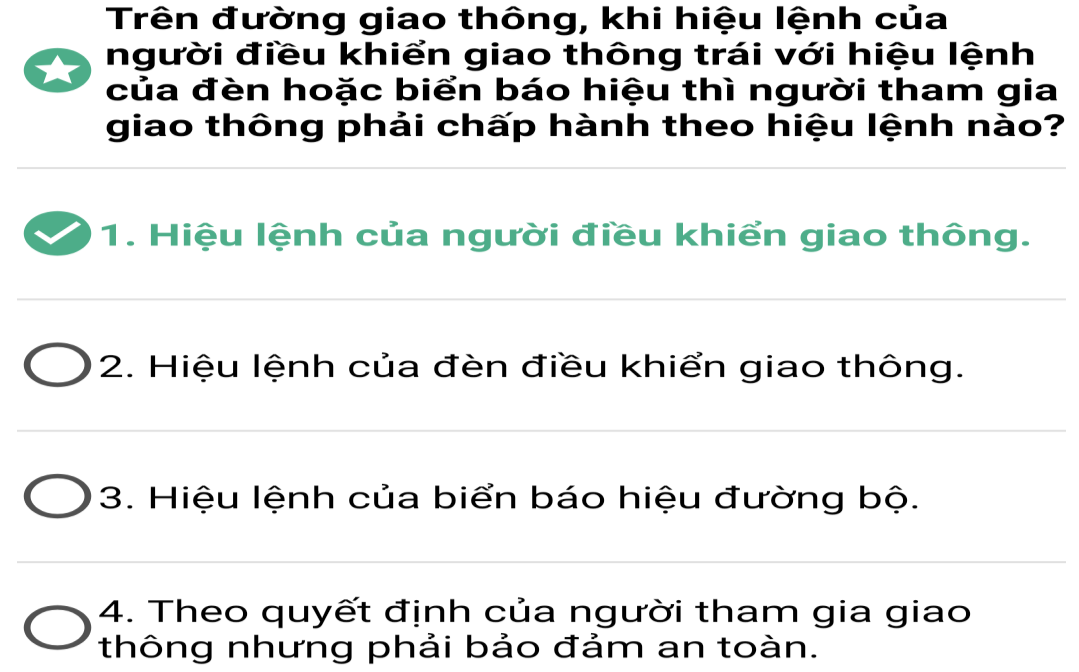 Trên đường giao thông, khi hiệu lệnh của
người điều khiển giao thông trái với hiệu lệnh
của đèn hoặc biển báo hiệu thì người tham gia
giao thông phải chấp hành theo hiệu lệnh nào?
1. Hiệu lệnh của người điều khiển giao thông.
2. Hiệu lệnh của đèn điều khiển giao thông.
3. Hiệu lệnh của biển báo hiệu đường bộ.
4. Theo quyết định của người tham gia giao
thông nhưng phải bảo đảm an toàn.